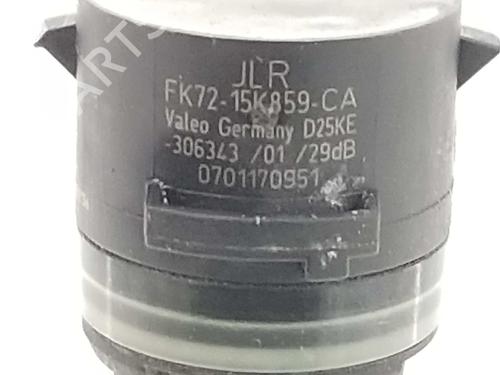 JLR
FK72-15K859-CA
Valeo Germany D25KE
-306343 /01 /29dB
0701170951